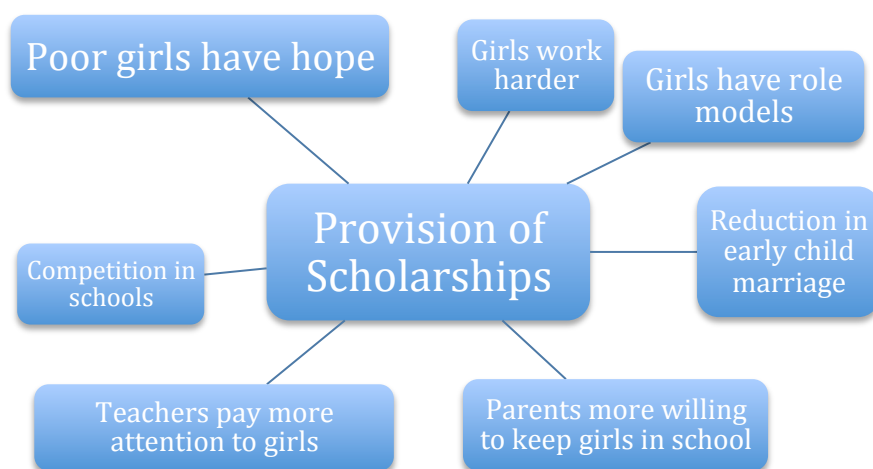 Poor girls have hope
Girls work
harder
Girls have role
models
Provision of
Scholarships
Reduction in
early child
marriage
Competition in
schools
Teachers pay more
attention to girls
Parents more willing
to keep girls in school